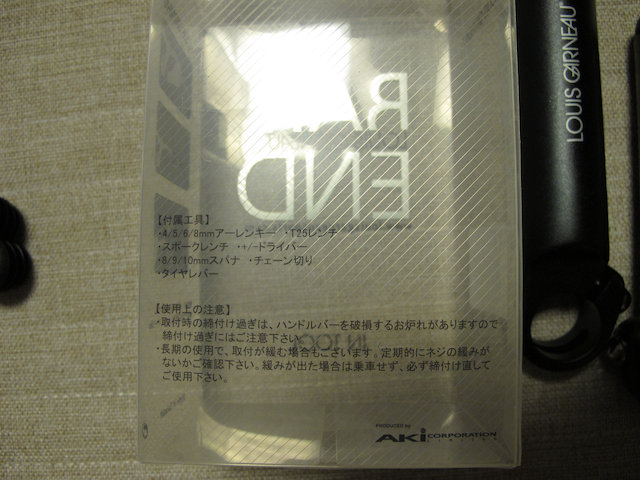 LOUIS GARNEAU
BAR
END
【付属工具】
・4/5/6/8mmアーレンキー ・T25レンチ
・スポークレンチ ・+/-ドライバー
・8/9/10mmスパナ ・チェーン切り
・タイヤレバー
【使用上の注意】
・取付時の締付け過ぎは、ハンドルバーを破損するお炉れがありますので
締付け過ぎにはご注意下さい。
・長期の使用で、取付が緩む場合もございます。定期的にネジの緩みが
ないかご確認下さい。緩みが出た場合は乗車せず、必ず締付け直して
ご使用下さい。
PRODUCED by
AKI CORPORATION
LIMITED